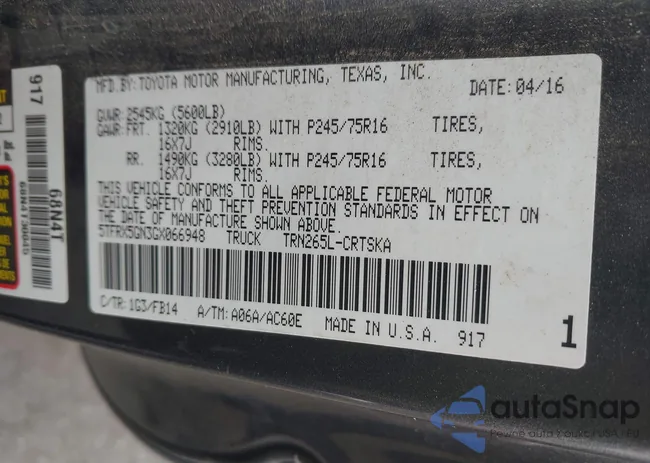 MFD.BY:TOYOTA MOTOR MANUFACTURING, TEXAS, INC. DATE:04/16
GVWR:2545KG (5600LB)
GAWR:FRT. 1320KG (2910LB) WITH P245/75R16 TIRES,
16X7J RIMS.
RR. 1490KG (3280LB) WITH P245/75R16 TIRES,
16X7J RIMS.
THIS VEHICLE CONFORMS TO ALL APPLICABLE FEDERAL MOTOR
VEHICLE SAFETY AND THEFT PREVENTION STANDARDS IN EFFECT ON
THE DATE OF MANUFACTURE SHOWN ABOVE.
5TFRX5GN3GX066948 TRUCK TRN265L-CRTSKA
C/TR:1G3/FB14 A/TM:A06A/AC60E MADE IN U.S.A. 917 1
917
68N4T
autaSnap